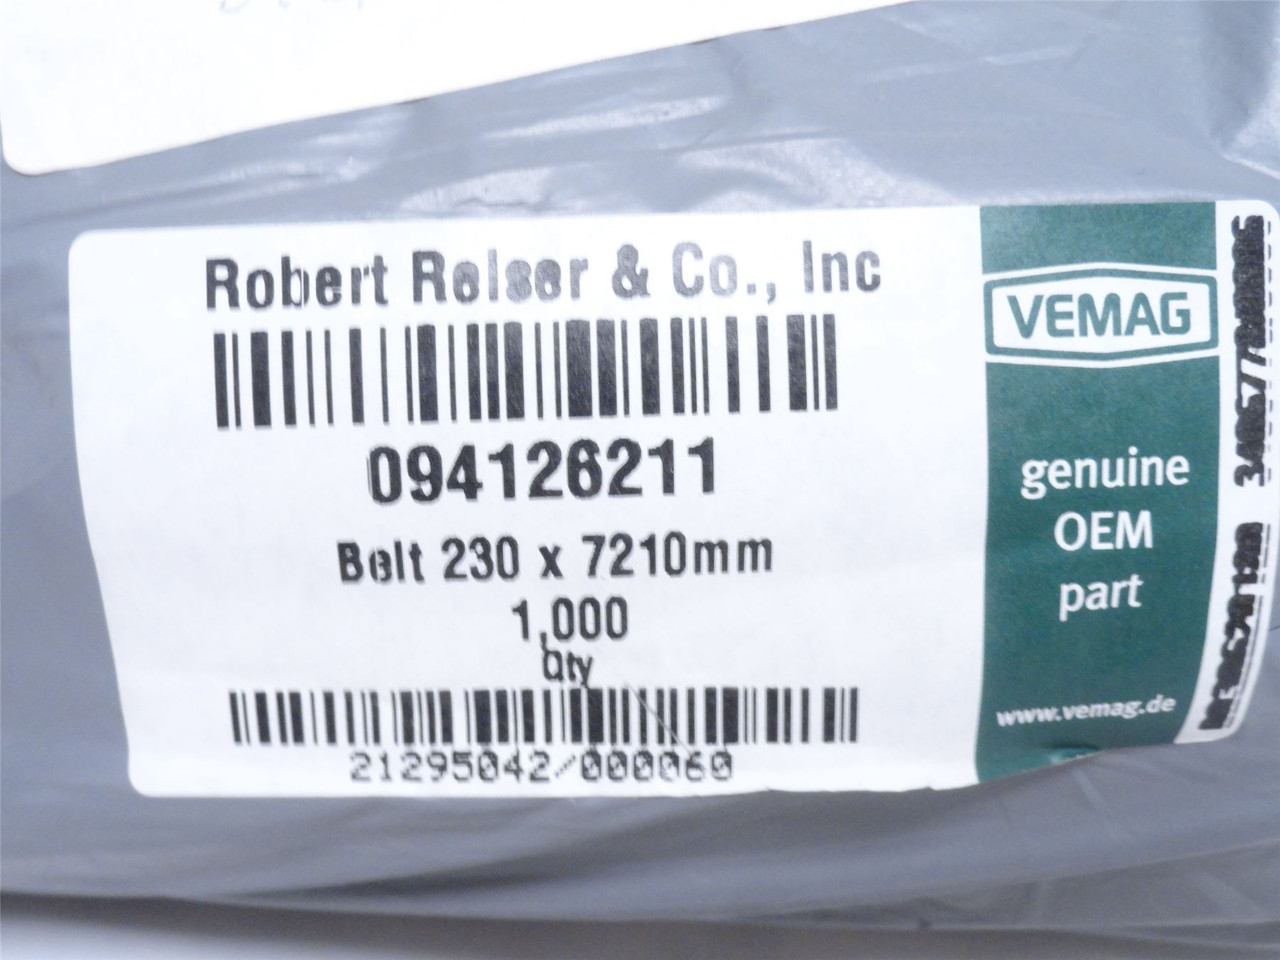 Robert Reiser & Co., Inc
094126211
Belt 230 x 7210mm
1,000
Qty
21295042/000060
VEMAG
genuine
OEM
part
www.vemag.de